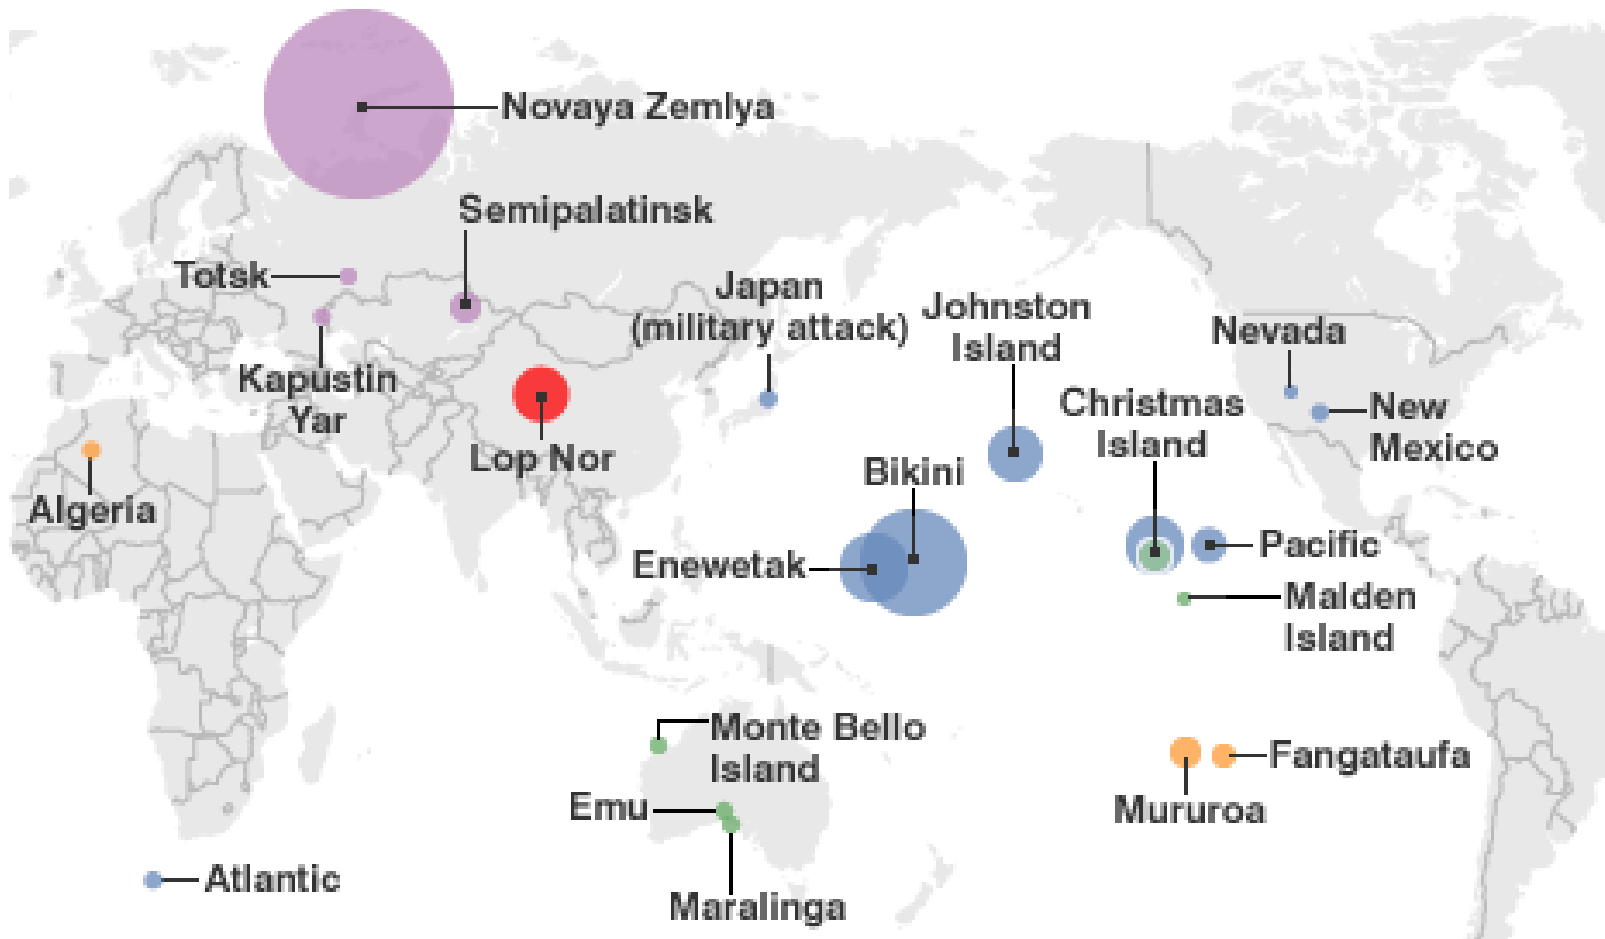 Novaya Zemlya
Semipalatinsk
Totsk
Japan
(military attack)
Johnston
Island
Nevada
Kapustin
Yar
Christmas
Island
New
Mexico
Lop Nor
Bikini
Algeria
Enewetak
Pacific
Malden
Island
Monte Bello
Island
Fangataufa
Emu
Mururoa
Atlantic
Maralinga